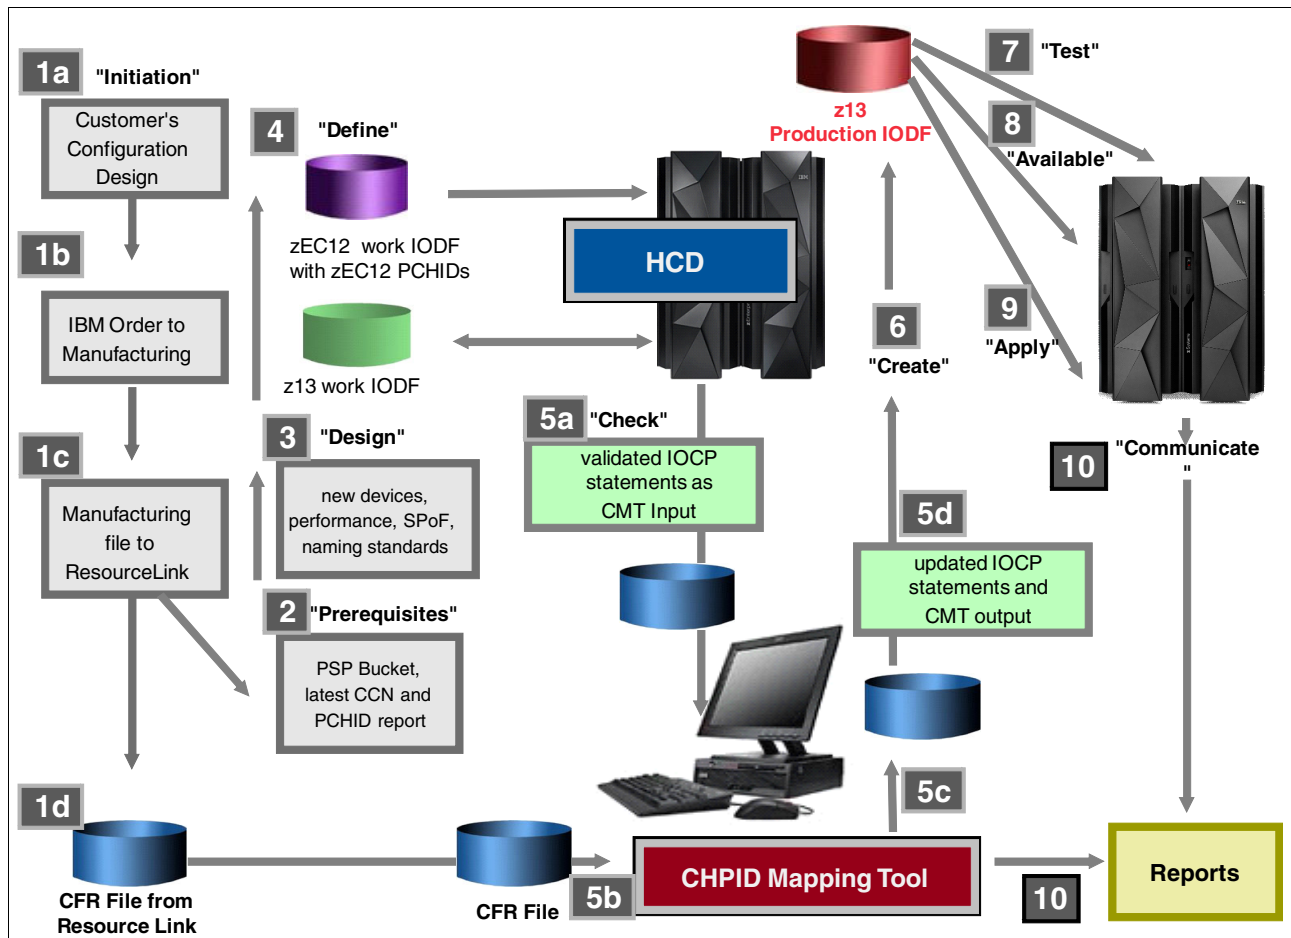 1a
"Initiation"
Customer's
Configuration
Design
1b
IBM Order to
Manufacturing
1c
Manufacturing
file to
ResourceLink
1d
CFR File from
Resource Link
2
"Prerequisites"
PSP Bucket,
latest CCN and
PCHID report
3
"Design"
new devices,
performance, SPoF,
naming standards
4
"Define"
zEC12  work IODF
with zEC12 PCHIDs
z13 work IODF
HCD
5a
"Check"
validated IOCP
statements as
CMT Input
CFR File
5b
CHPID Mapping Tool
5c
5d
updated IOCP
statements and
CMT output
6
"Create"
z13
Production IODF
7
"Test"
8
"Available"
9
"Apply"
10
"Communicate
"
10
Reports